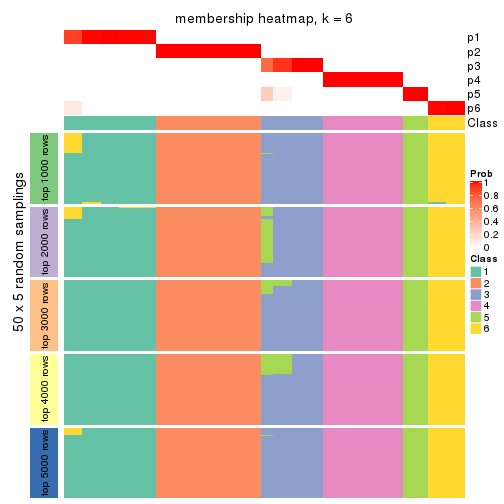 membership heatmap, k = 6
p1
p2
p3
p4
p5
p6
Class
50 x 5 random samplings
top 1000 rows
top 2000 rows
top 3000 rows
top 4000 rows
top 5000 rows
Prob
1
0.8
0.6
0.4
0.2
0
Class
1
2
3
4
5
6